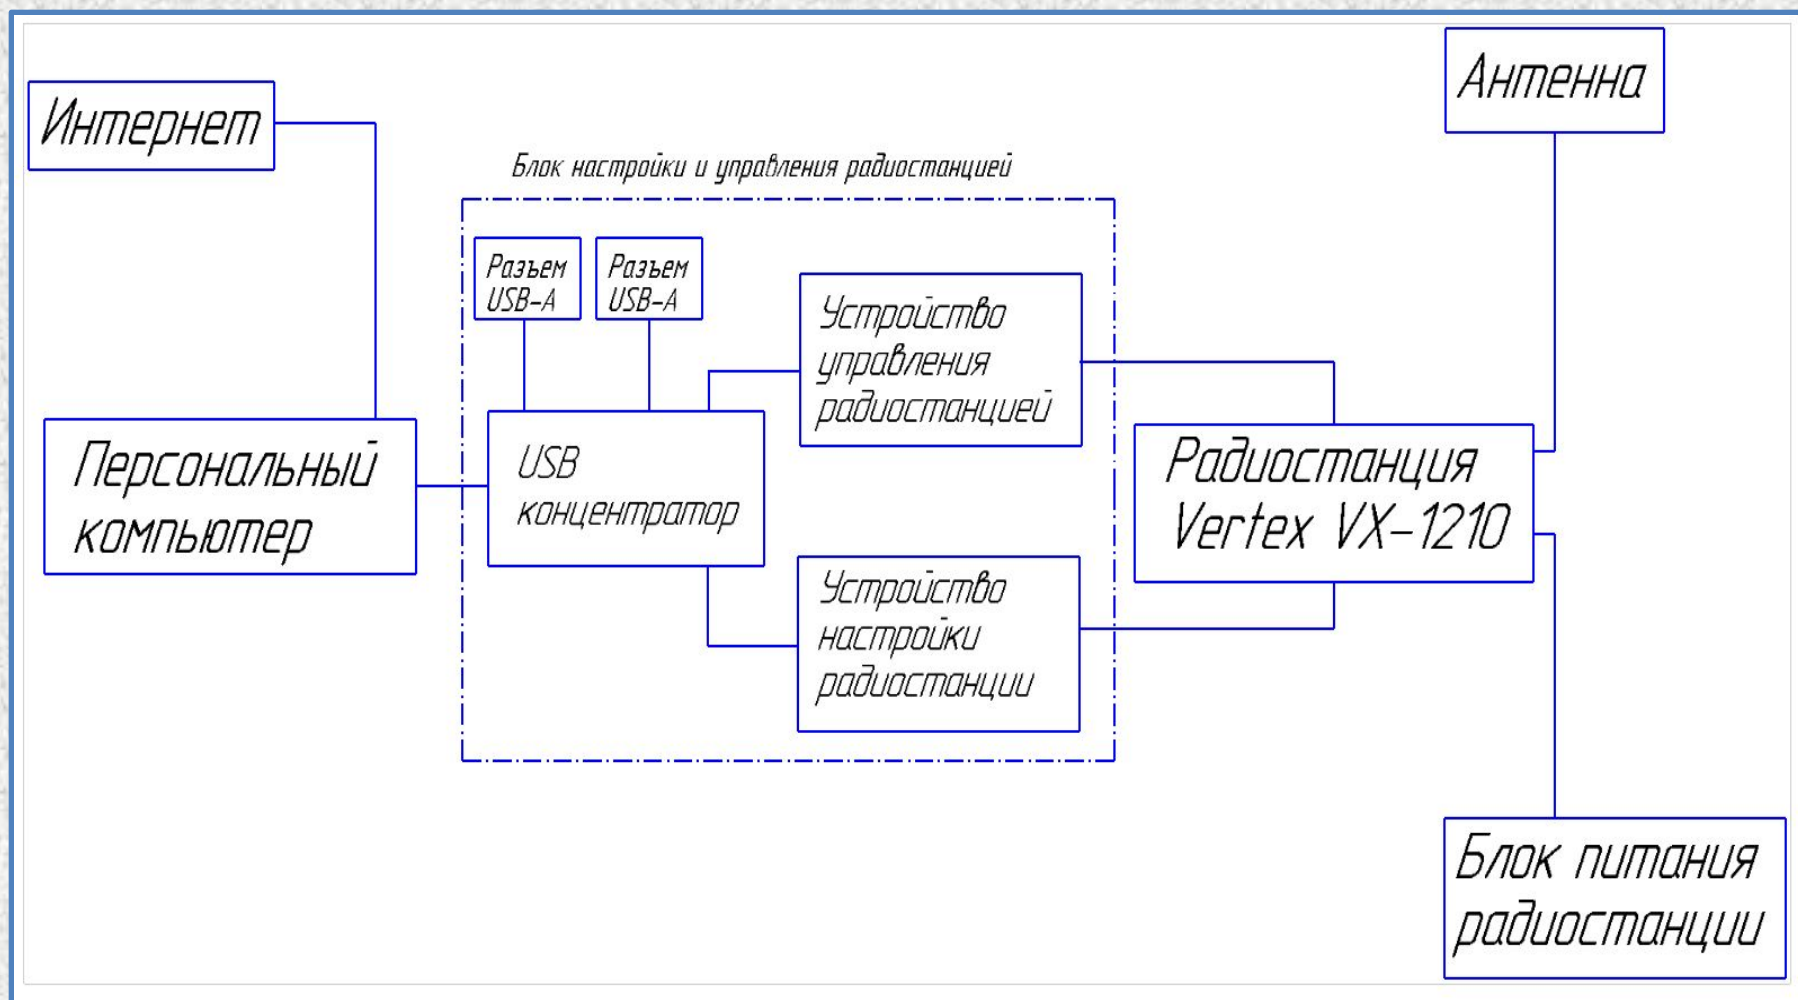 Интернет
Антенна
Блок настройки и управления радиостанцией
Разъем
USB-A
Разъем
USB-A
Устройство
управления
радиостанцией
Персональный
компьютер
USB
концентратор
Радиостанция
Vertex VX-1210
Устройство
настройки
радиостанции
Блок питания
радиостанции